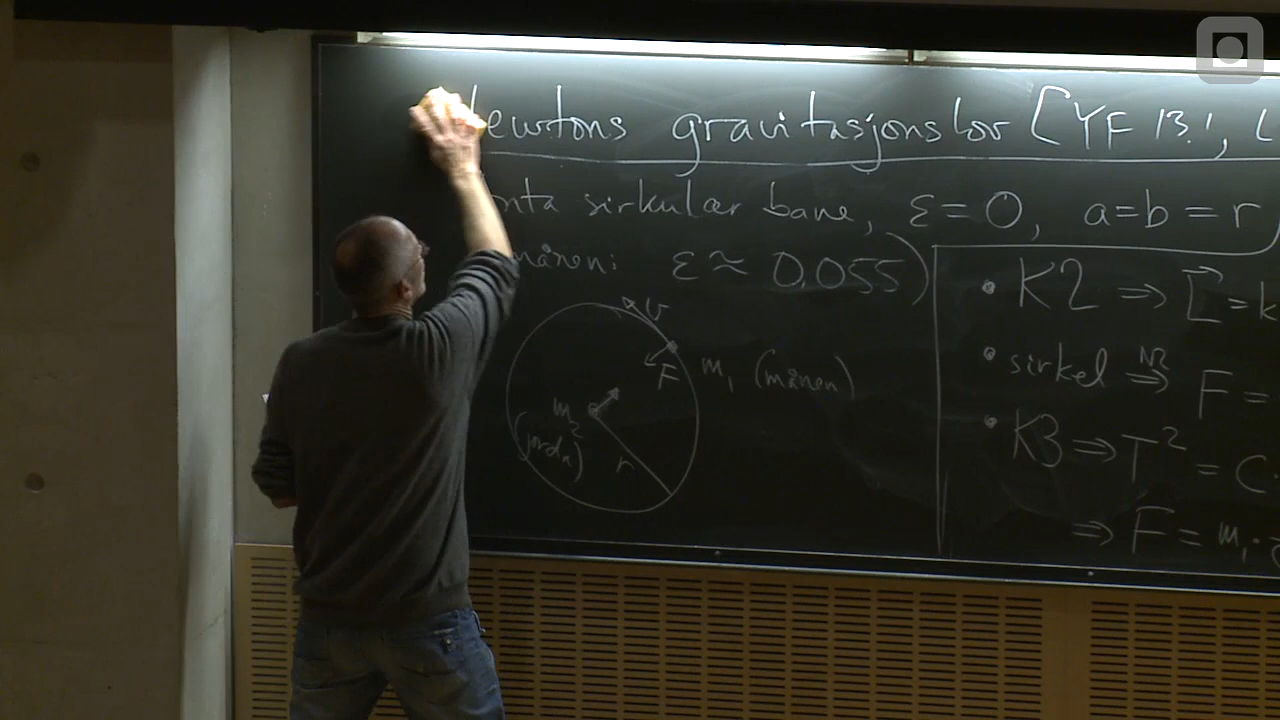 ewtons gravitasjonslov [YF 13!, L
nta sirkulær bane, ε = 0, a = b = r
månen: ε ≈ 0,055)
v
F
m₁ (månen)
m₂
(jorda)
r
• K2 ⇒ L⃗ = k
• sirkel N2 ⇒ F =
• K3 ⇒ T² = C
⇒ F = m₁ ·